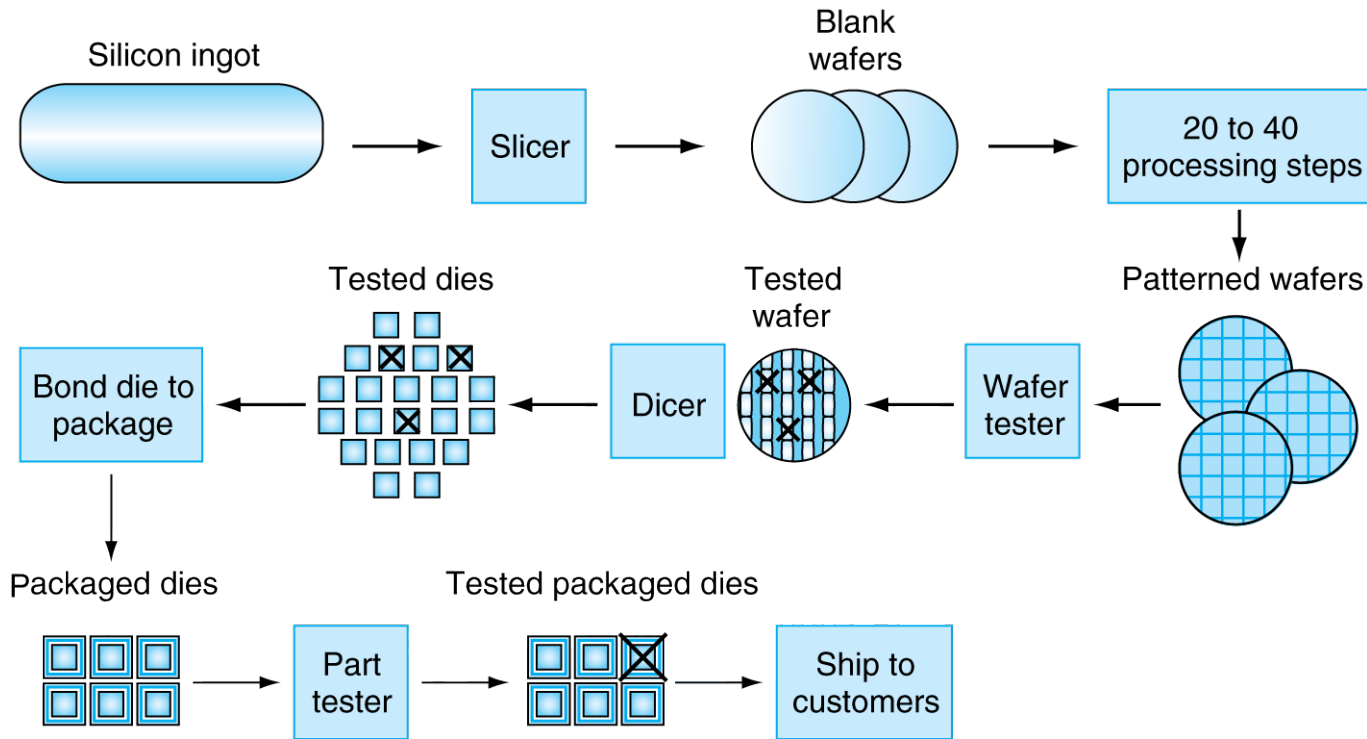 Silicon ingot
Slicer
Blank
wafers
20 to 40
processing steps
Patterned wafers
Wafer
tester
Tested
wafer
Dicer
Tested dies
Bond die to
package
Packaged dies
Part
tester
Tested packaged dies
Ship to
customers